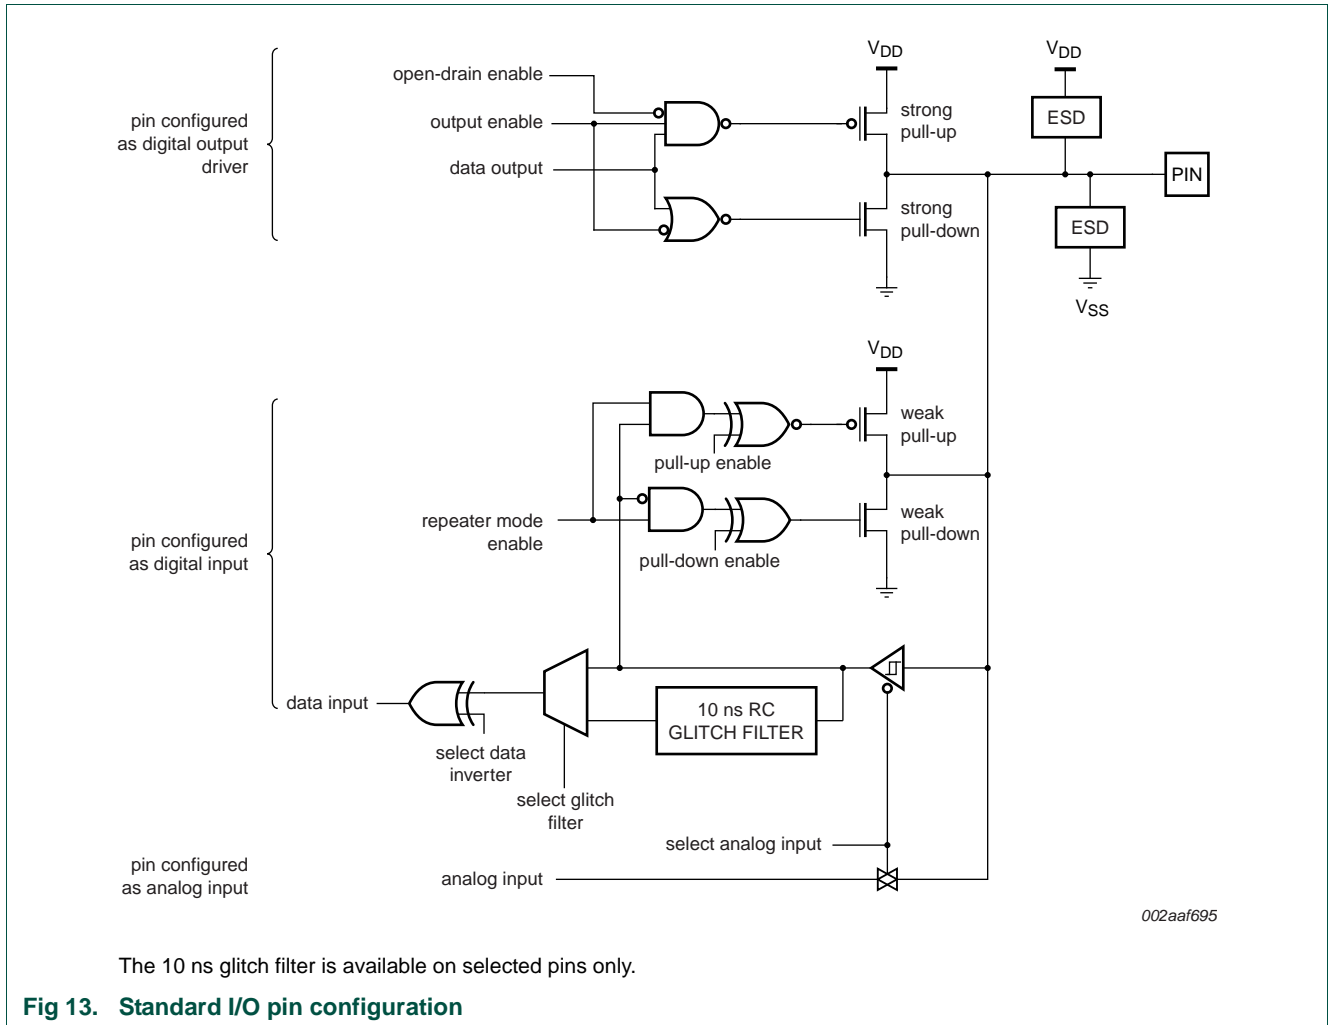 open-drain enable
pin configured
as digital output
driver
output enable
data output
VDD
strong
pull-up
strong
pull-down
VDD
ESD
PIN
ESD
VSS
VDD
weak
pull-up
pull-up enable
repeater mode
enable
weak
pull-down
pull-down enable
pin configured
as digital input
data input
select data
inverter
10 ns RC
GLITCH FILTER
select glitch
filter
select analog input
pin configured
as analog input
analog input
002aaf695
The 10 ns glitch filter is available on selected pins only.
Fig 13. Standard I/O pin configuration